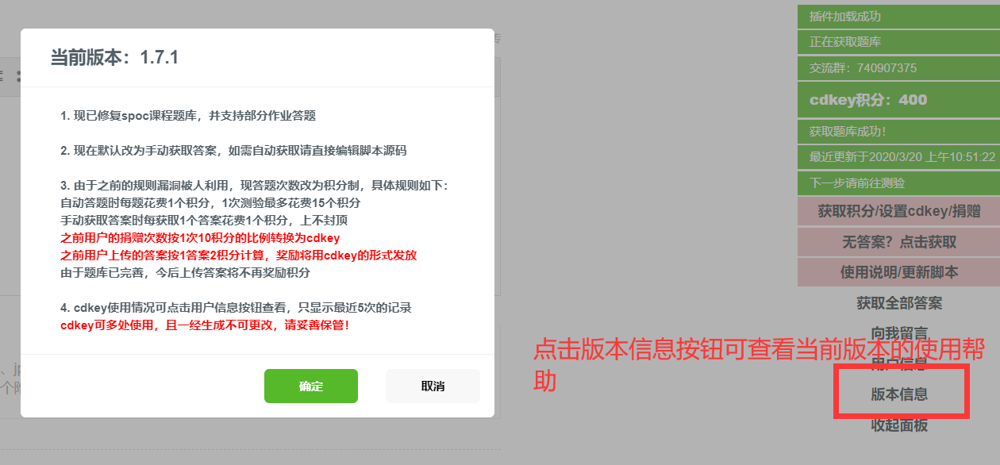 当前版本：1.7.1
1. 现已修复spoc课程题库，并支持部分作业答题
2. 现在默认改为手动获取答案，如需自动获取请直接编辑脚本源码
3. 由于之前的规则漏洞被人利用，现答题次数改为积分制，具体规则如下：
自动答题时每题花费1个积分，1次测验最多花费15个积分
手动获取答案时每获取1个答案花费1个积分，上不封顶
之前用户的捐赠次数按1次10积分的比例转换为cdkey
之前用户上传的答案按1答案2积分计算，奖励将用cdkey的形式发放
由于题库已完善，今后上传答案将不再奖励积分
4. cdkey使用情况可点击用户信息按钮查看，只显示最近5次的记录
cdkey可多处使用，且一经生成不可更改，请妥善保管！
确定
取消
、jp
个附
传
插件加载成功
正在获取题库
交流群：740907375
cdkey积分：400
获取题库成功！
最近更新于2020/3/20 上午10:51:22
下一步请前往测验
获取积分/设置cdkey/捐赠
无答案？点击获取
使用说明/更新脚本
获取全部答案
向我留言
点击版本信息按钮可查看当前版本的使用帮
助
用户信息
版本信息
收起面板